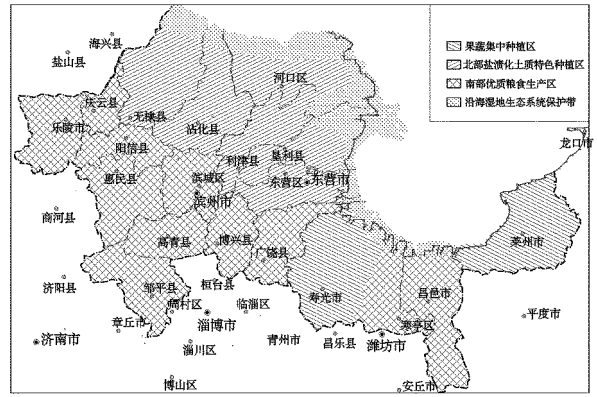 果蔬集中种植区
北部盐渍化土质特色种植区
南部优质粮食生产区
沿海湿地生态系统保护带
海兴县
盐山县
河口区
庆云县
无棣县
乐陵市
沾化县
龙口市
阳信县
利津县
垦利县
惠民县
滨城区
东营区
东营市
滨州市
商河县
高青县
博兴县
莱州市
广饶县
济阳县
邹平县
桓台县
寿光市
昌邑市
周村区
临淄区
平度市
章丘市
淄博市
寒亭区
济南市
青州市
昌乐县
潍坊市
淄川区
博山区
安丘市